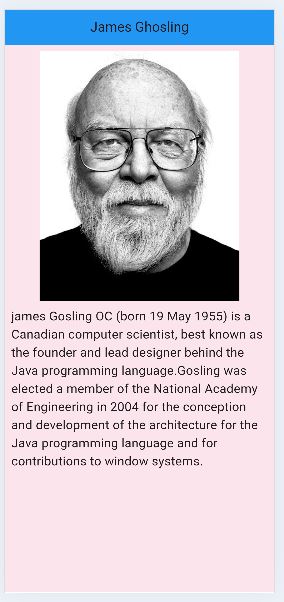 James Ghosling
james Gosling OC (born 19 May 1955) is a
Canadian computer scientist, best known as
the founder and lead designer behind the
Java programming language.Gosling was
elected a member of the National Academy
of Engineering in 2004 for the conception
and development of the architecture for the
Java programming language and for
contributions to window systems.